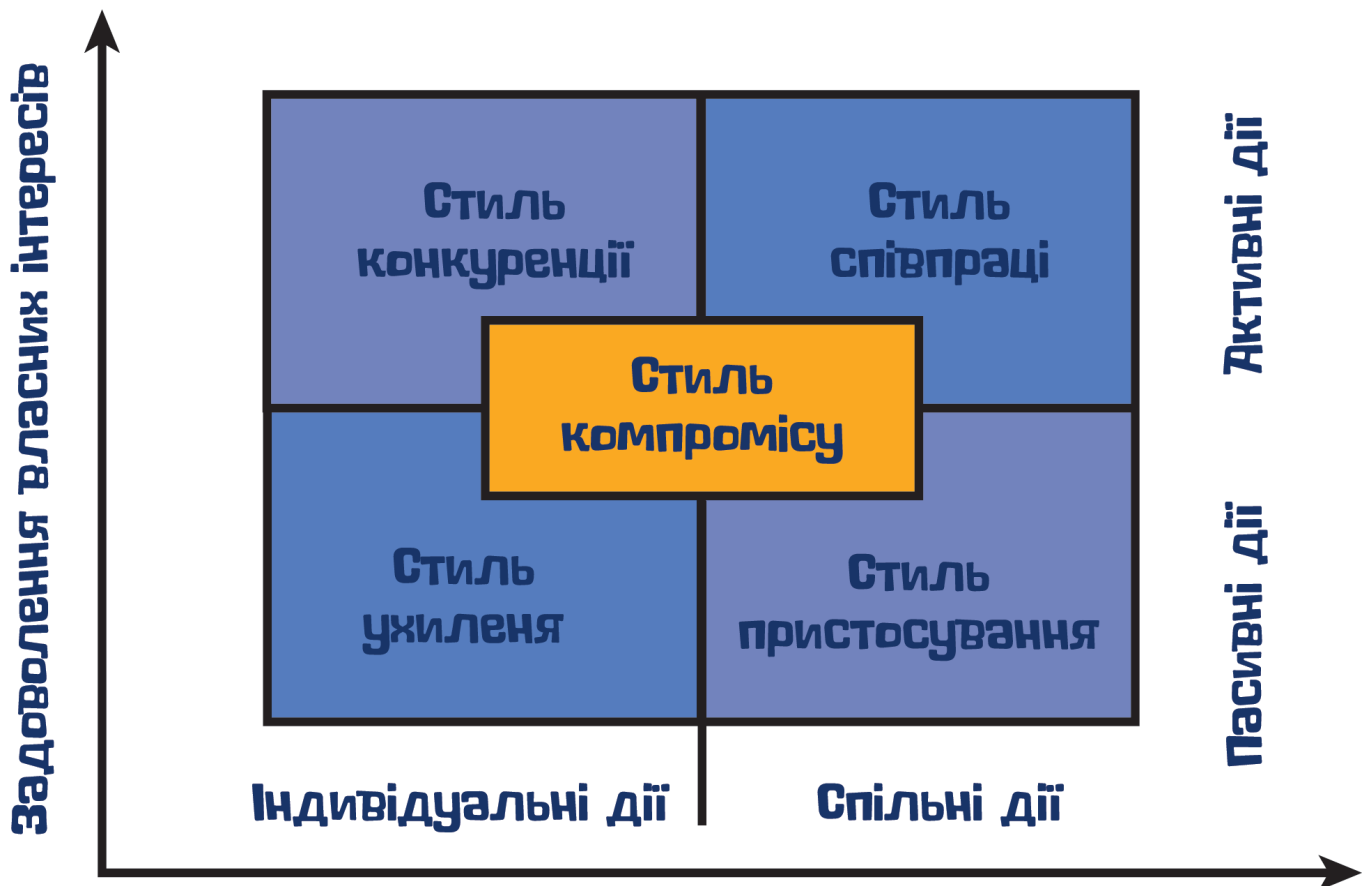 Задоволення власних інтересів
Стиль
конкуренції
Стиль
співпраці
Стиль
компромісу
Стиль
ухиленя
Стиль
пристосування
Активні дії
Пасивні дії
Індивідуальні дії
Спільні дії